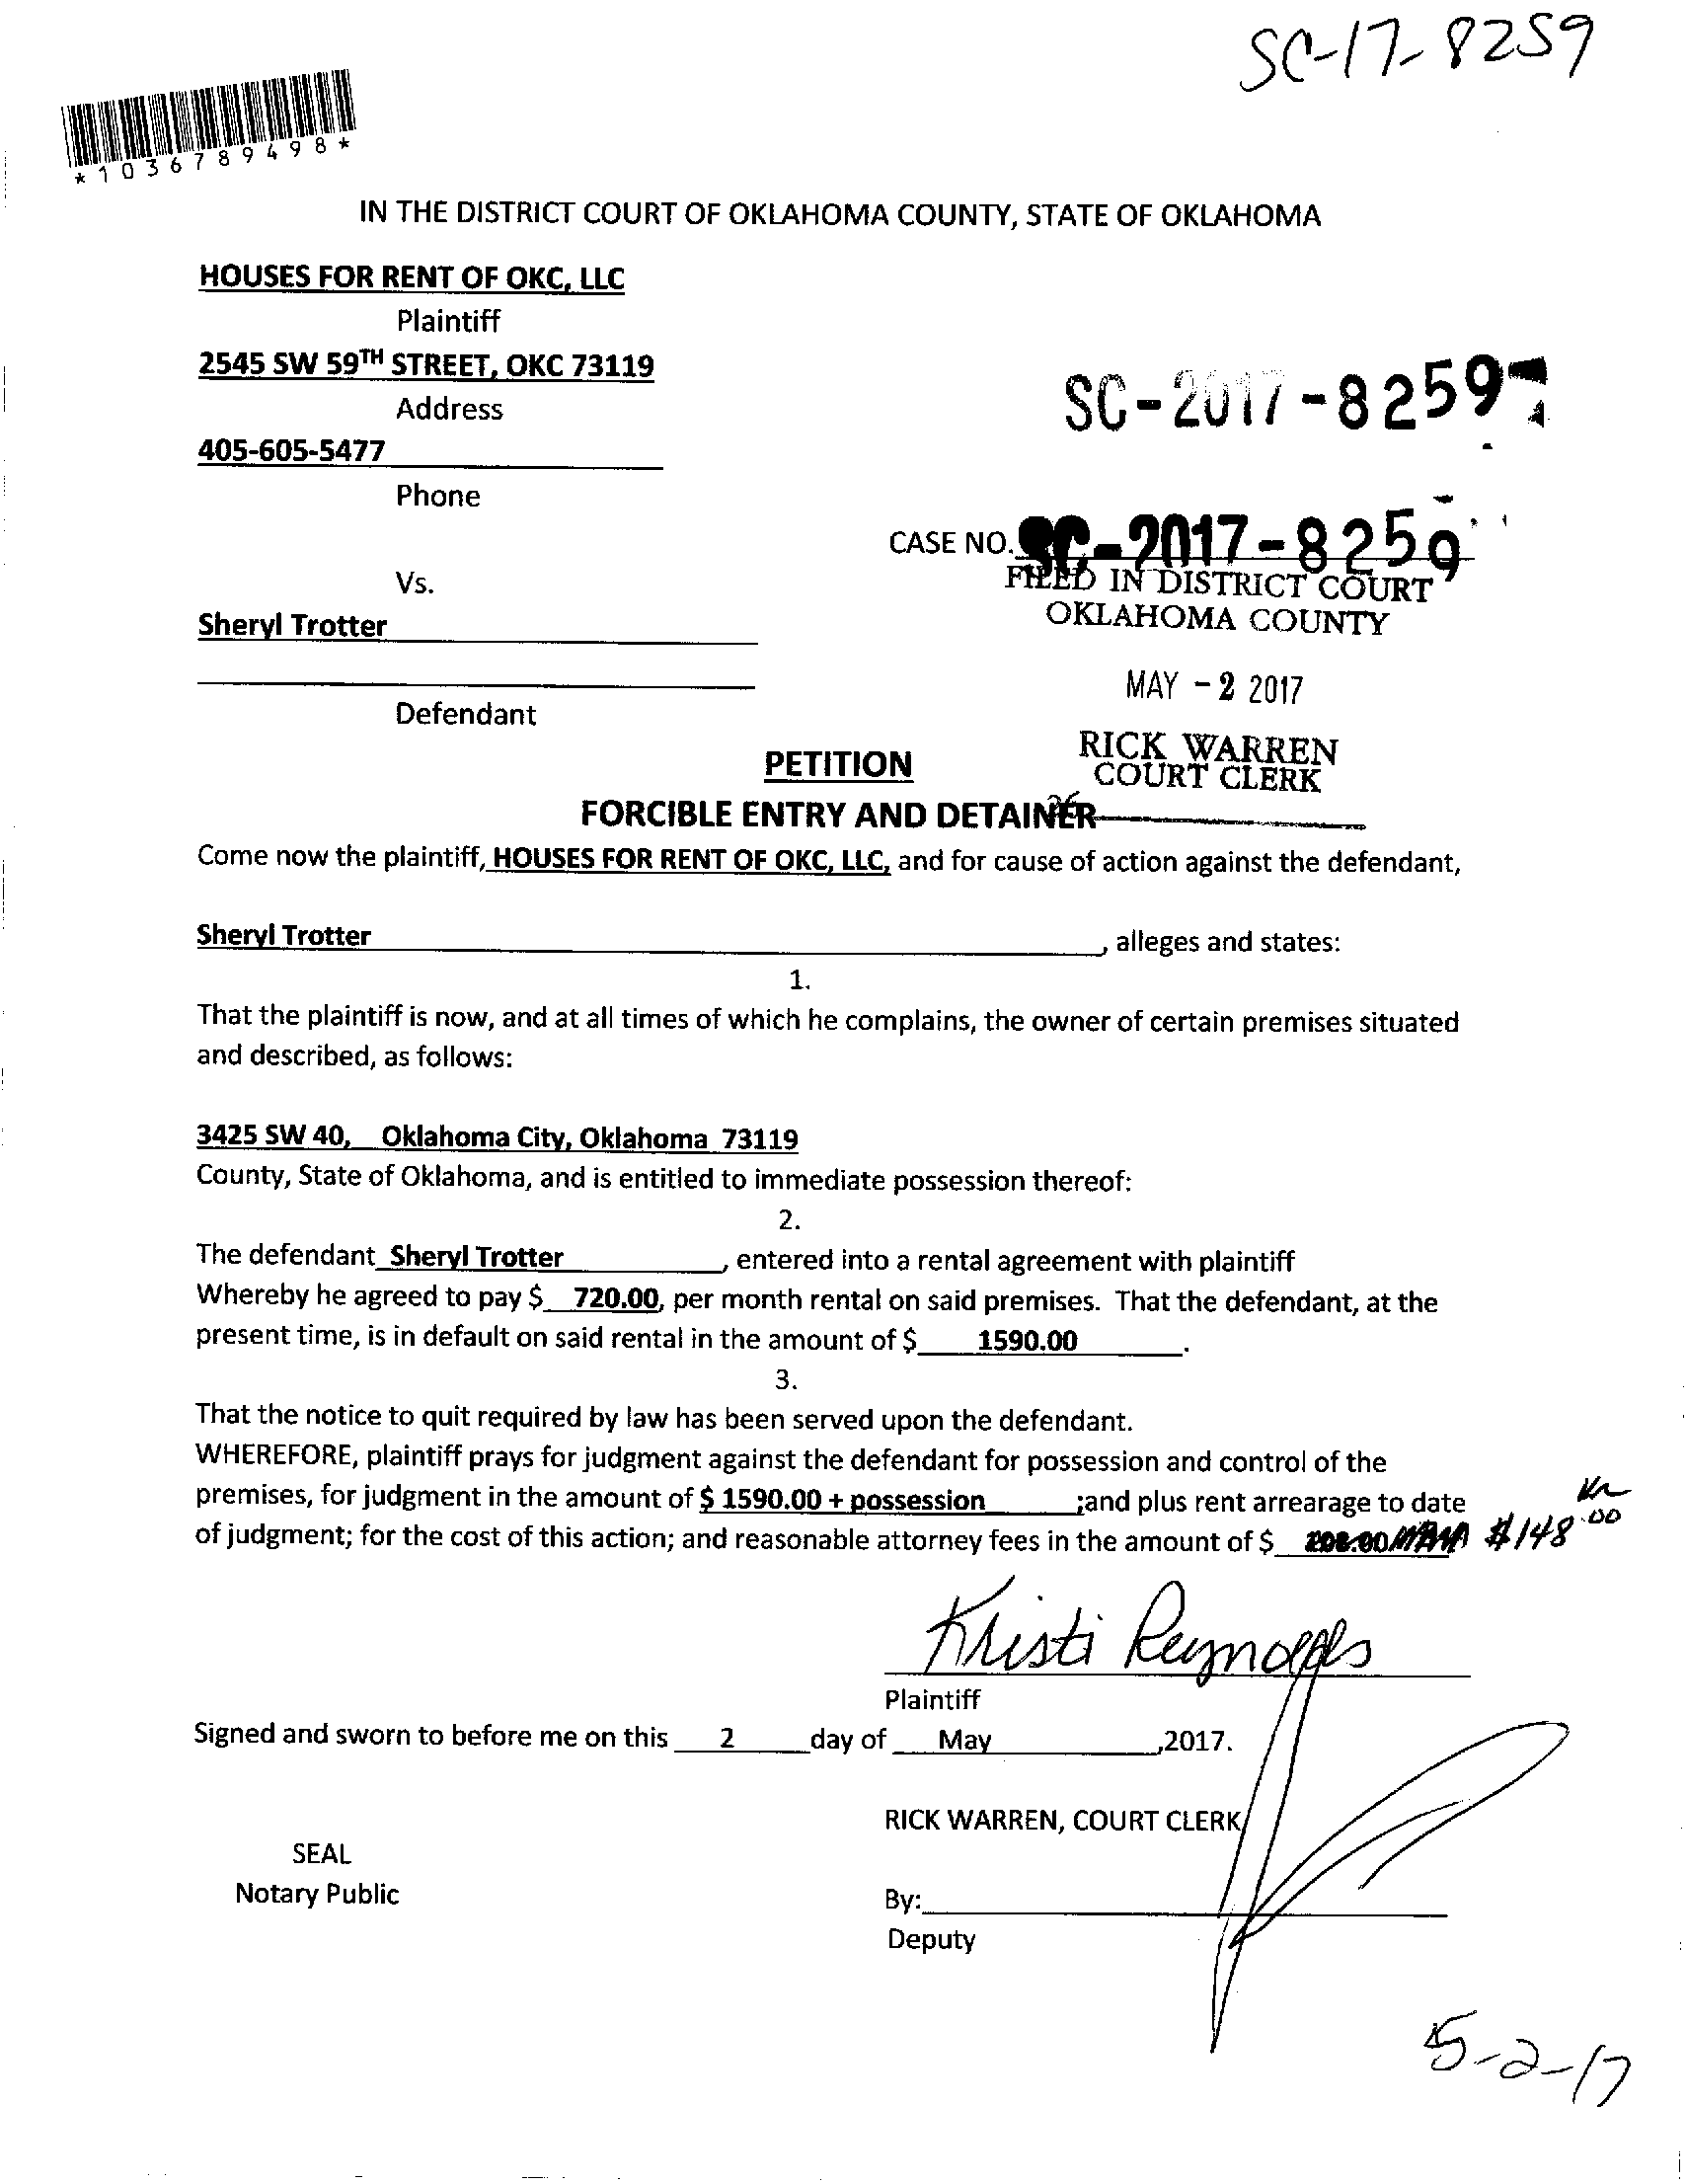 SC-17-8259
*1036789498*
IN THE DISTRICT COURT OF OKLAHOMA COUNTY, STATE OF OKLAHOMA
HOUSES FOR RENT OF OKC, LLC
Plaintiff
2545 SW 59TH STREET, OKC 73119
Address
SC-2017-8259
405-605-5477
Phone
CASE NO. SC-2017-8259
FILED IN DISTRICT COURT
OKLAHOMA COUNTY
Vs.
Sheryl Trotter
MAY - 2 2017
Defendant
RICK WARREN
COURT CLERK
PETITION
FORCIBLE ENTRY AND DETAINER
Come now the plaintiff, HOUSES FOR RENT OF OKC, LLC, and for cause of action against the defendant,
Sheryl Trotter, alleges and states:
1.
That the plaintiff is now, and at all times of which he complains, the owner of certain premises situated
and described, as follows:
3425 SW 40, Oklahoma City, Oklahoma 73119
County, State of Oklahoma, and is entitled to immediate possession thereof:
2.
The defendant Sheryl Trotter, entered into a rental agreement with plaintiff
Whereby he agreed to pay $ 720.00, per month rental on said premises. That the defendant, at the
present time, is in default on said rental in the amount of $ 1590.00.
3.
That the notice to quit required by law has been served upon the defendant.
WHEREFORE, plaintiff prays for judgment against the defendant for possession and control of the
premises, for judgment in the amount of $ 1590.00 + possession ;and plus rent arrearage to date
of judgment; for the cost of this action; and reasonable attorney fees in the amount of $ 208.00 $148.00
Kristi Reynolds
Plaintiff
Signed and sworn to before me on this 2 day of May,2017.
RICK WARREN, COURT CLERK
SEAL
Notary Public
By:
Deputy
5-2-17